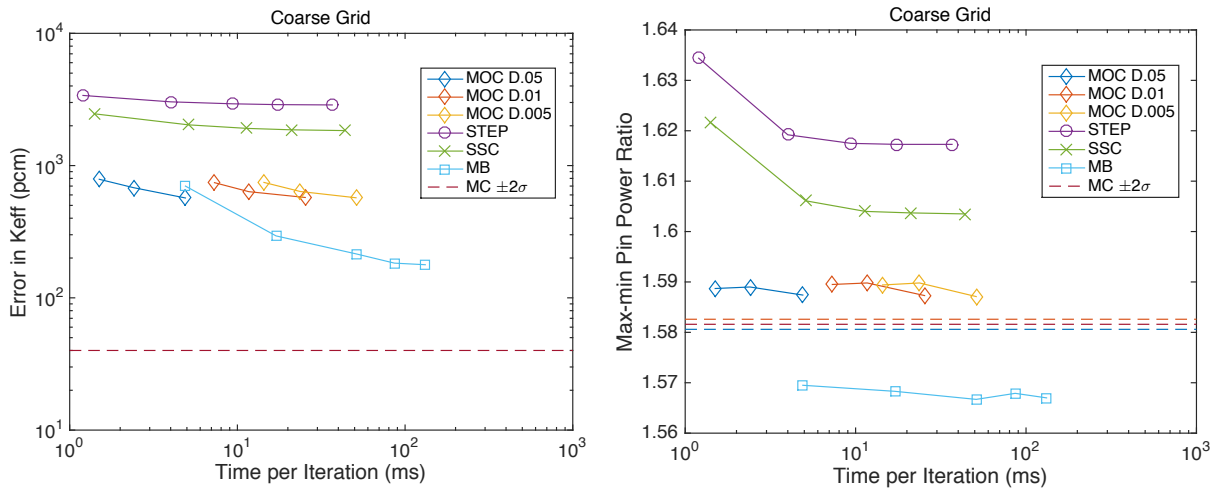 Coarse Grid
10^4
10^3
10^2
10^1
Error in Keff (pcm)
MOC D.05
MOC D.01
MOC D.005
STEP
SSC
MB
MC ±2σ
10^0
10^1
10^2
10^3
Time per Iteration (ms)
Coarse Grid
1.64
1.63
1.62
1.61
1.6
1.59
1.58
1.57
1.56
Max-min Pin Power Ratio
MOC D.05
MOC D.01
MOC D.005
STEP
SSC
MB
MC ±2σ
10^0
10^1
10^2
10^3
Time per Iteration (ms)